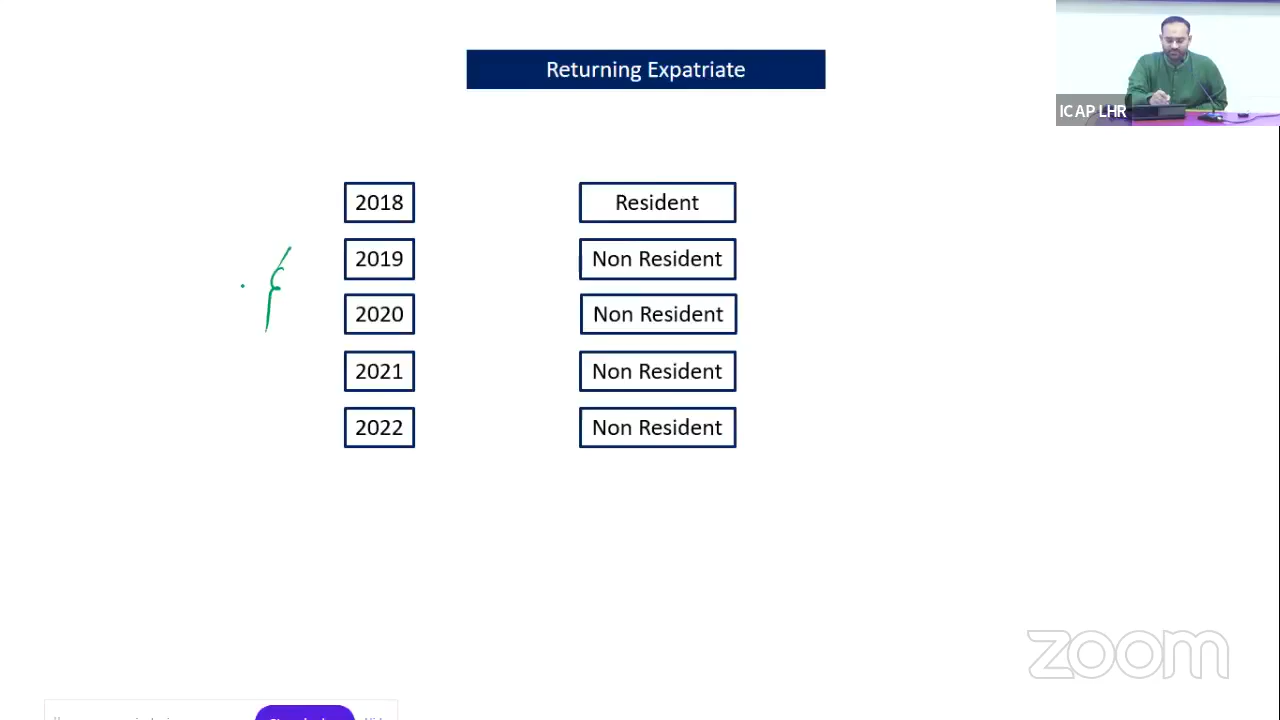 Returning Expatriate
ICAP LHR
2018 Resident
2019 Non Resident
2020 Non Resident
2021 Non Resident
2022 Non Resident
zoom